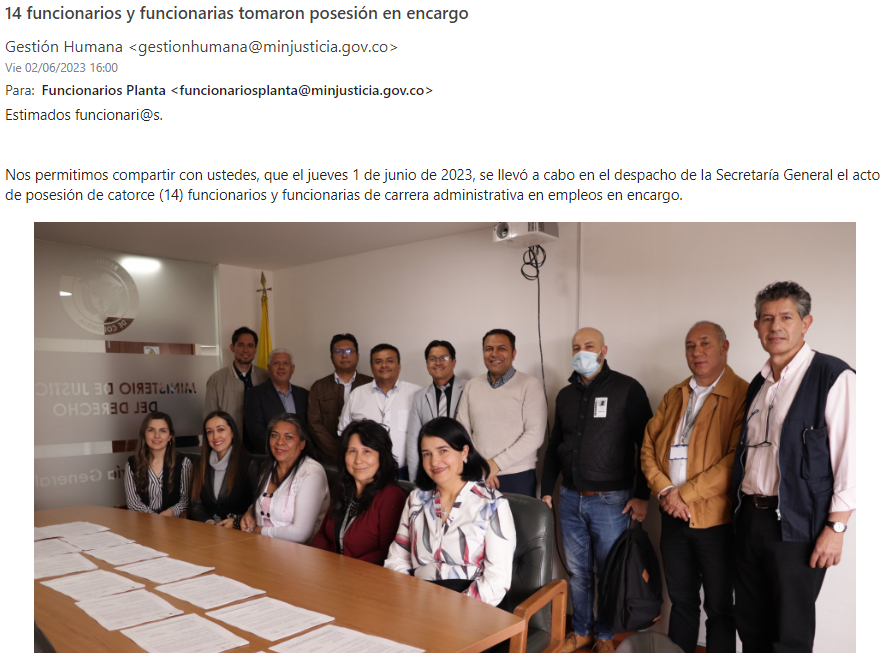 14 funcionarios y funcionarias tomaron posesión en encargo
Gestión Humana <gestionhumana@minjusticia.gov.co>
Vie 02/06/2023 16:00
Para: Funcionarios Planta <funcionariosplanta@minjusticia.gov.co>
Estimados funcionari@s.
Nos permitimos compartir con ustedes, que el jueves 1 de junio de 2023, se llevó a cabo en el despacho de la Secretaría General el acto
de posesión de catorce (14) funcionarios y funcionarias de carrera administrativa en empleos en encargo.
MINISTERIO DE JUSTIC
DEL DERECHO
General